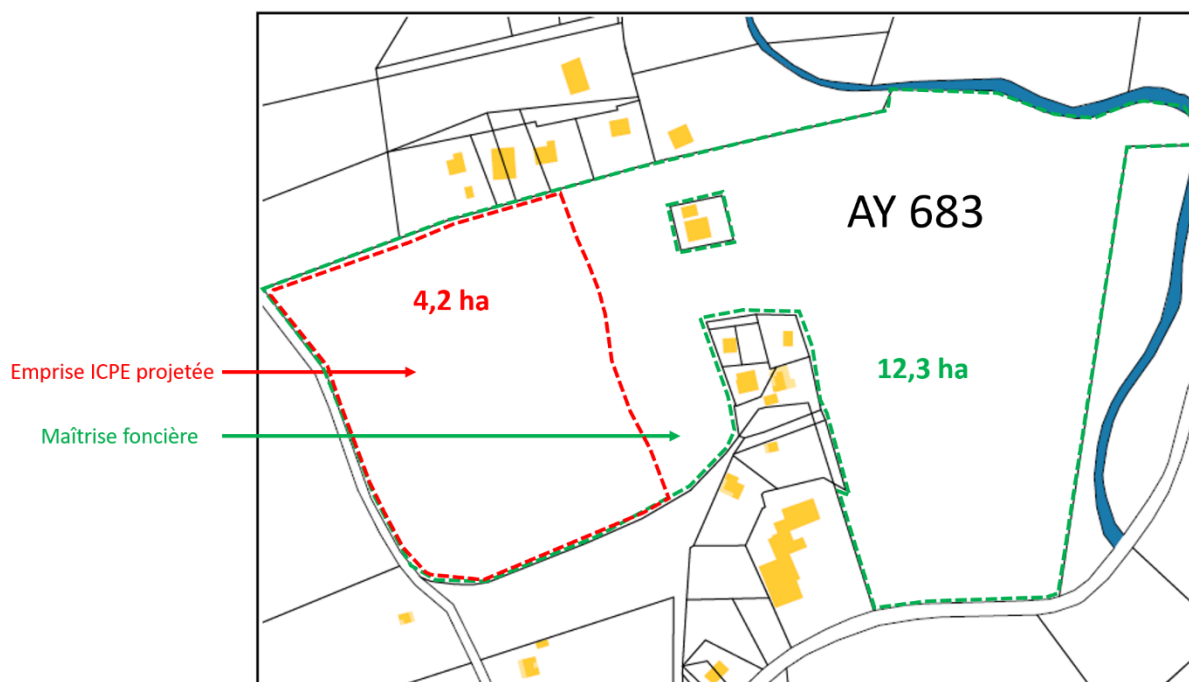 AY 683
4,2 ha
Emprise ICPE projetée
12,3 ha
Maîtrise foncière